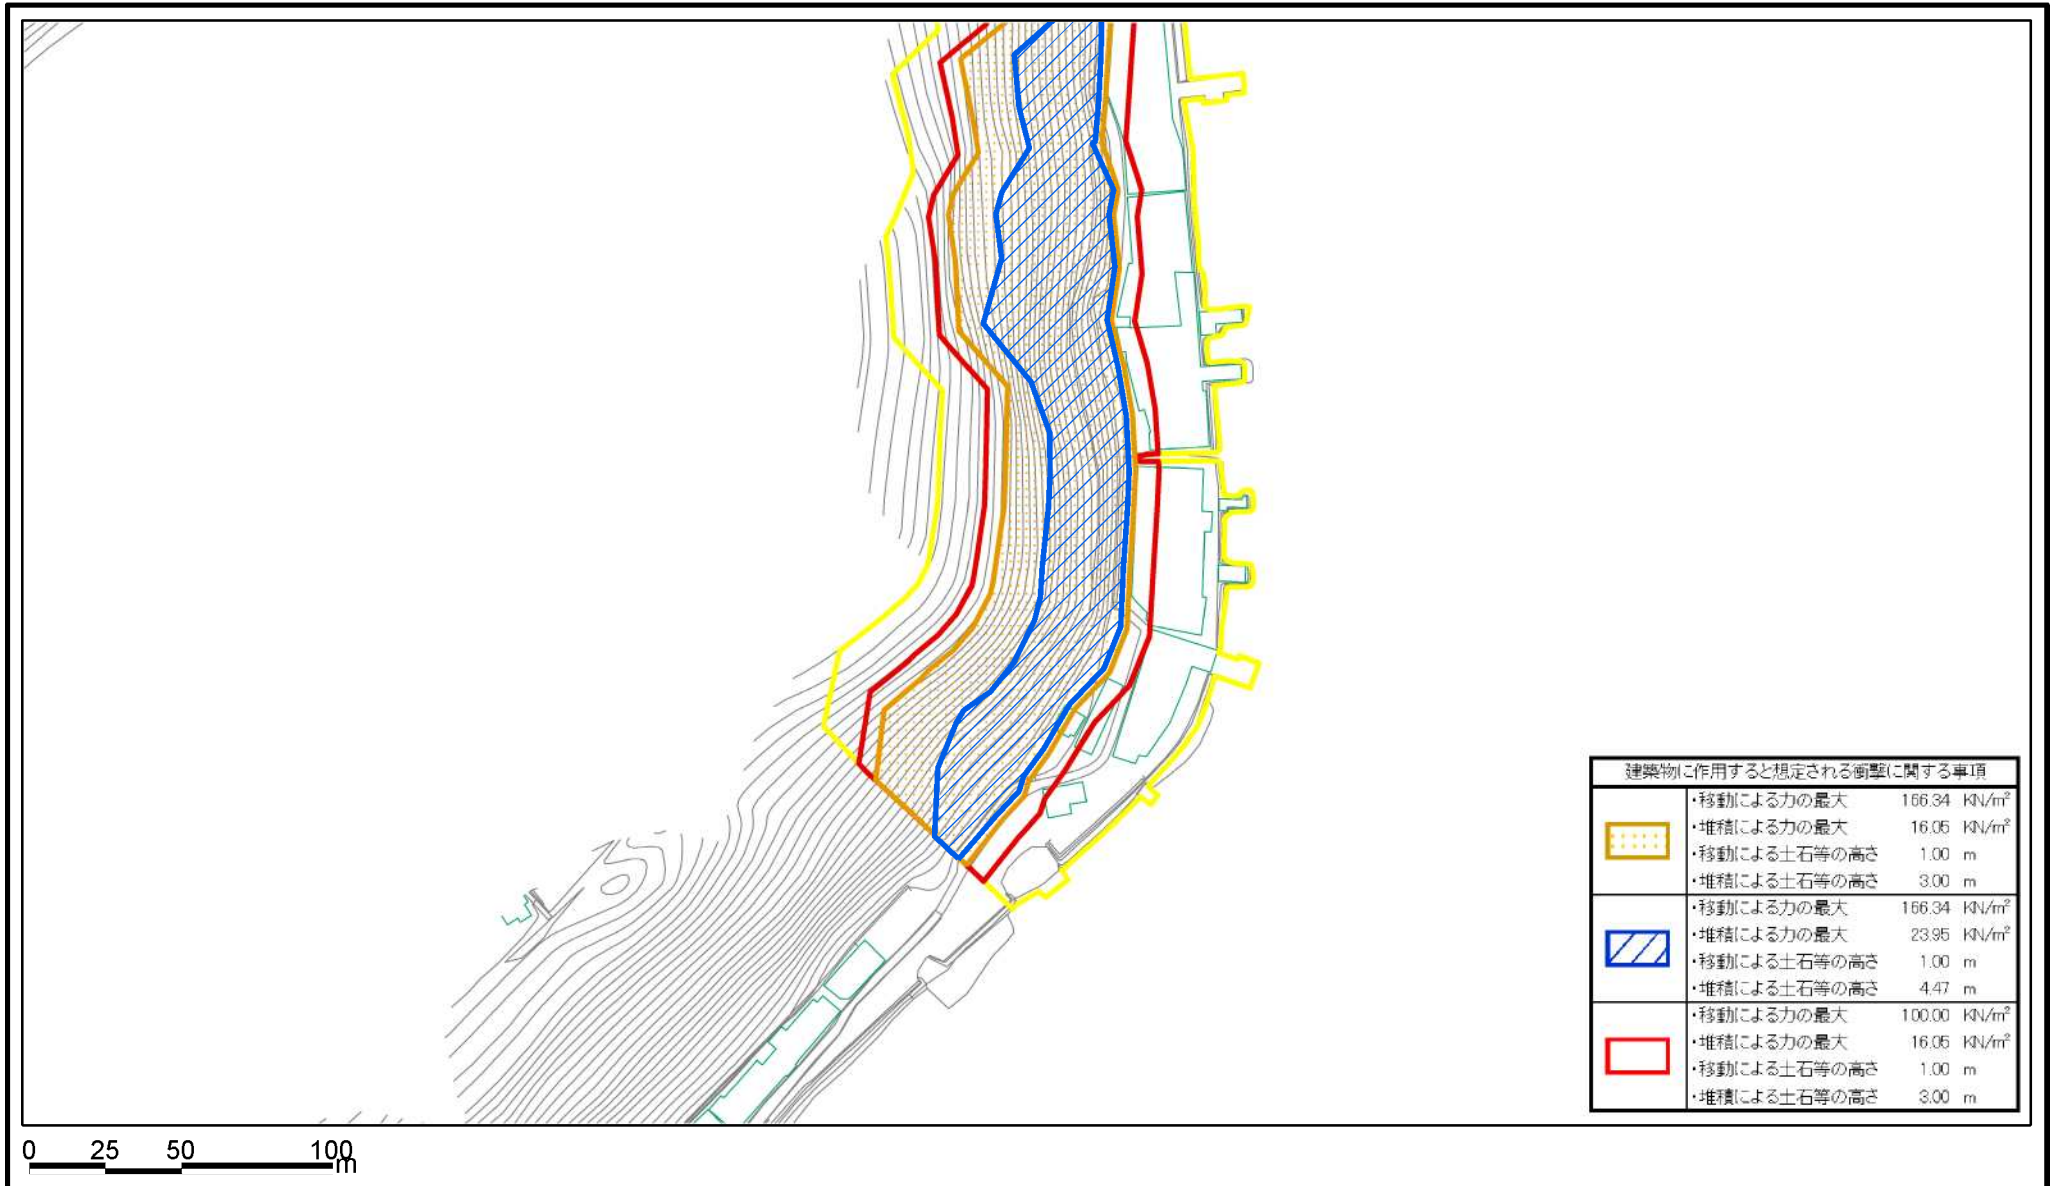 建築物に作用すると想定される衝撃に関する事項
・移動による力の最大 166.34 KN/m²
・堆積による力の最大 16.05 KN/m²
・移動による土石等の高さ 1.00 m
・堆積による土石等の高さ 3.00 m
・移動による力の最大 166.34 KN/m²
・堆積による力の最大 23.95 KN/m²
・移動による土石等の高さ 1.00 m
・堆積による土石等の高さ 4.47 m
・移動による力の最大 100.00 KN/m²
・堆積による力の最大 16.05 KN/m²
・移動による土石等の高さ 1.00 m
・堆積による土石等の高さ 3.00 m
0 25 50 100 m